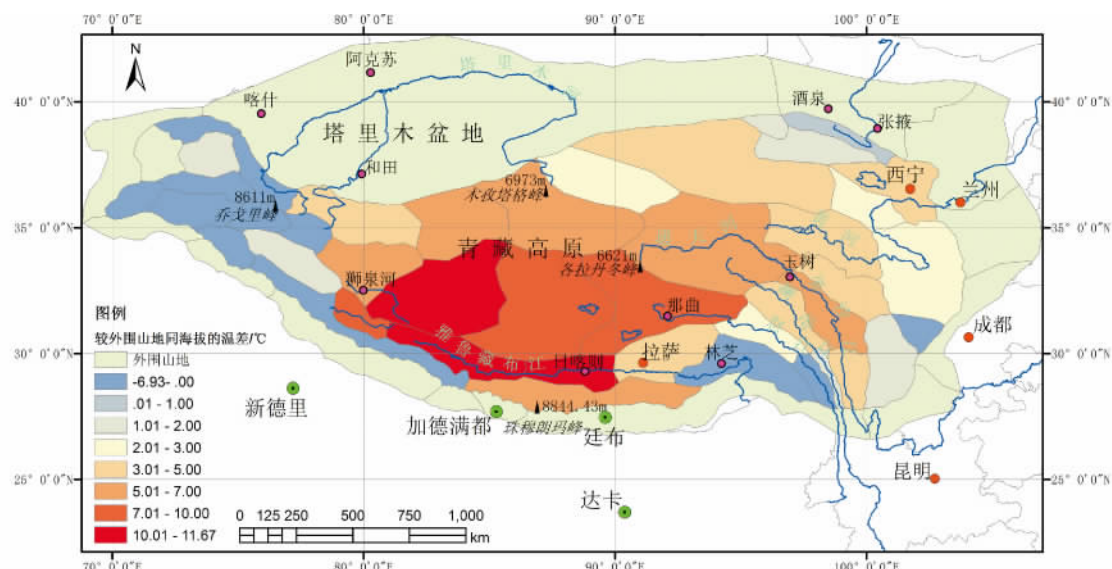 70° 0'0"E
80° 0'0"E
90° 0'0"E
100° 0'0"E
N
阿克苏
塔里木
40° 0'0"N
40° 0'0"N
喀什
酒泉
张掖
塔里木盆地
和田
西宁
6973m
木孜塔格峰
8611m
乔戈里峰
兰州
35° 0'0"N
35° 0'0"N
青藏高原
6621m
各拉丹冬峰
玉树
狮泉河
那曲
图例
较外围山地同海拔的温差/℃
外围山地
-6.93- .00
.01 - 1.00
1.01 - 2.00
2.01 - 3.00
3.01 - 5.00
5.01 - 7.00
7.01 - 10.00
10.01 - 11.67
成都
30° 0'0"N
30° 0'0"N
雅鲁藏布江
日喀则
拉萨
林芝
新德里
8844.43m
珠穆朗玛峰
加德满都
廷布
25° 0'0"N
25° 0'0"N
昆明
达卡
0 125 250 500 750 1,000
km
70° 0'0"E
80° 0'0"E
90° 0'0"E
100° 0'0"E